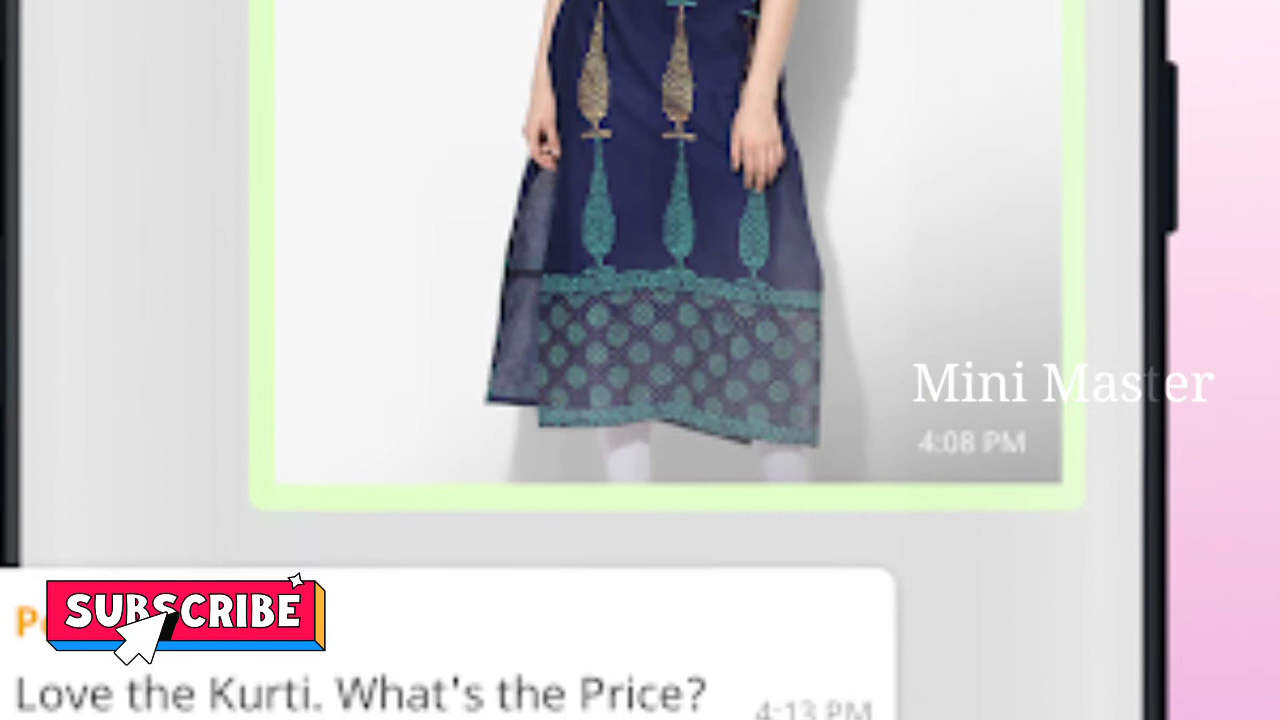 Mini Master
4:08 PM
SUBSCRIBE
Love the Kurti. What's the Price?
4:13 PM